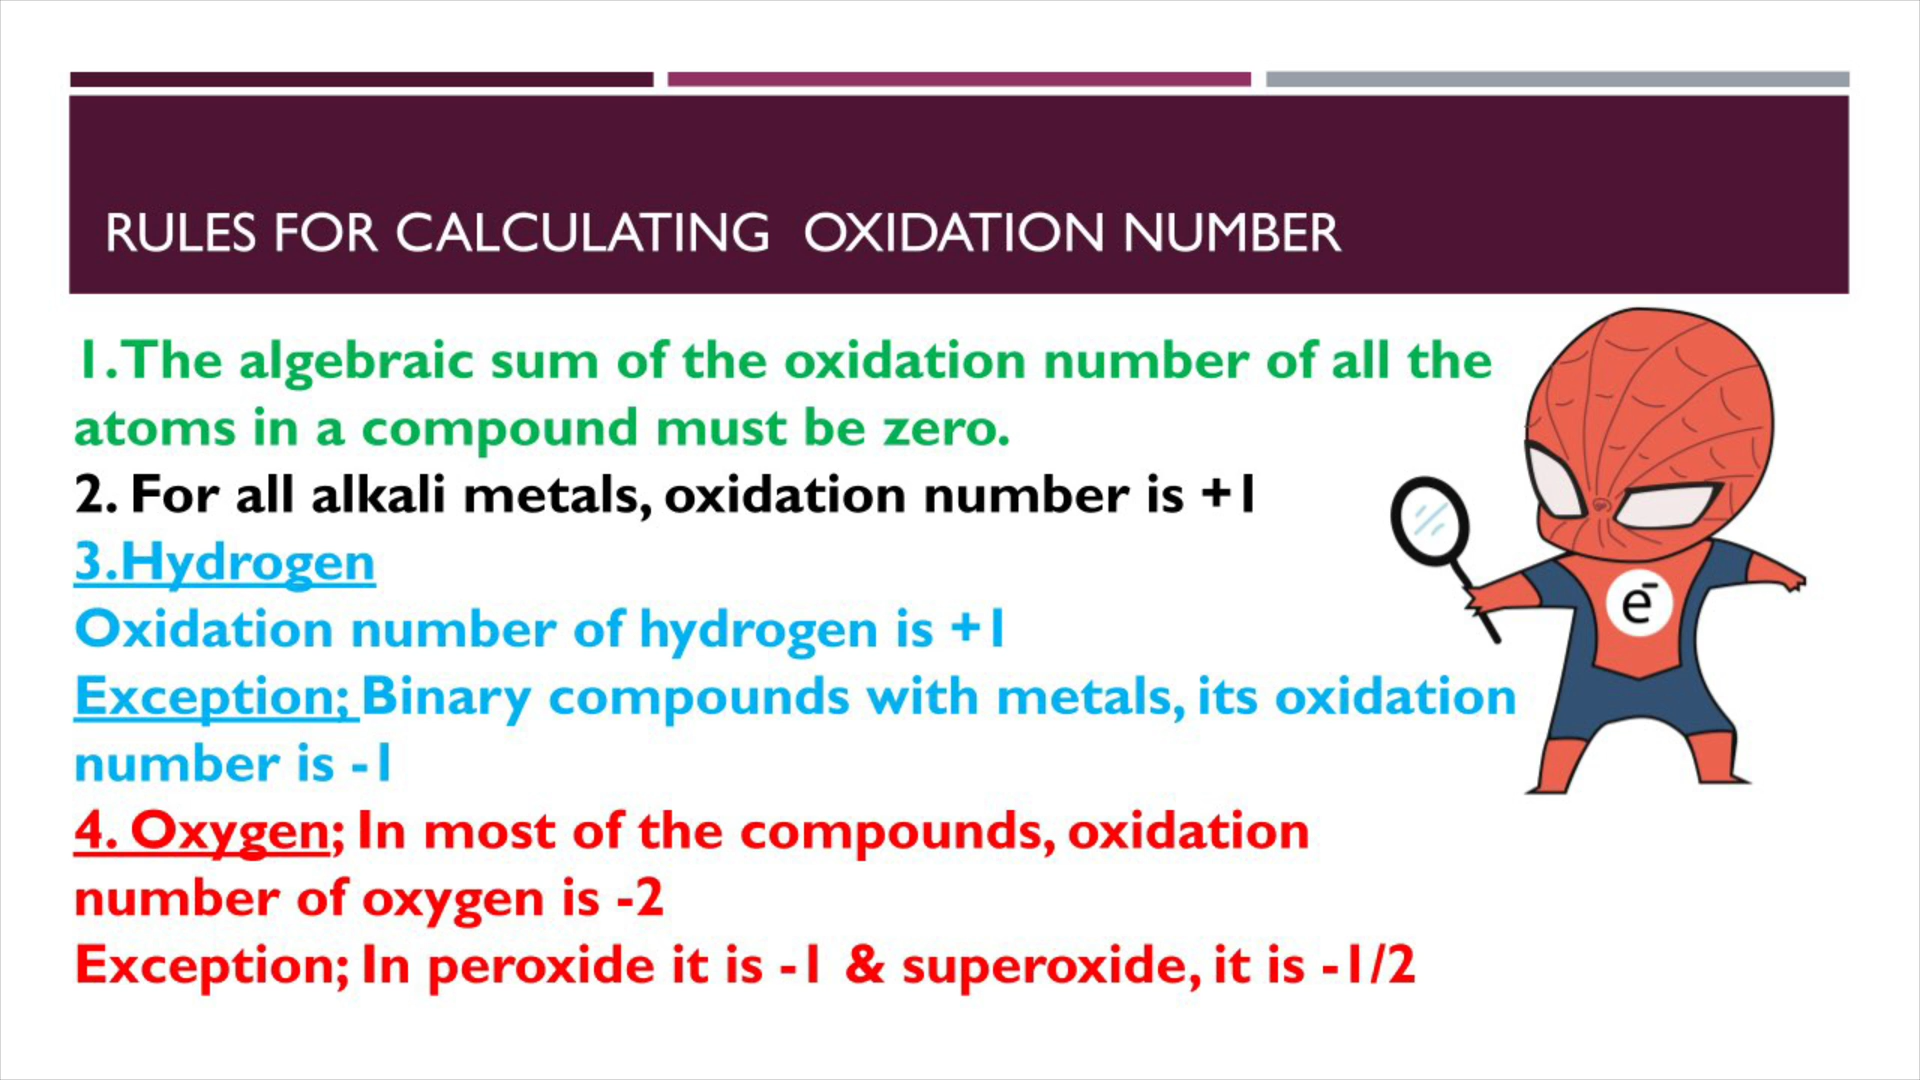 RULES FOR CALCULATING  OXIDATION NUMBER
1.The algebraic sum of the oxidation number of all the
atoms in a compound must be zero.
2. For all alkali metals, oxidation number is +1
3.Hydrogen
Oxidation number of hydrogen is +1
Exception; Binary compounds with metals, its oxidation
number is -1
4. Oxygen; In most of the compounds, oxidation
number of oxygen is -2
Exception; In peroxide it is -1 & superoxide, it is -1/2
e⁻